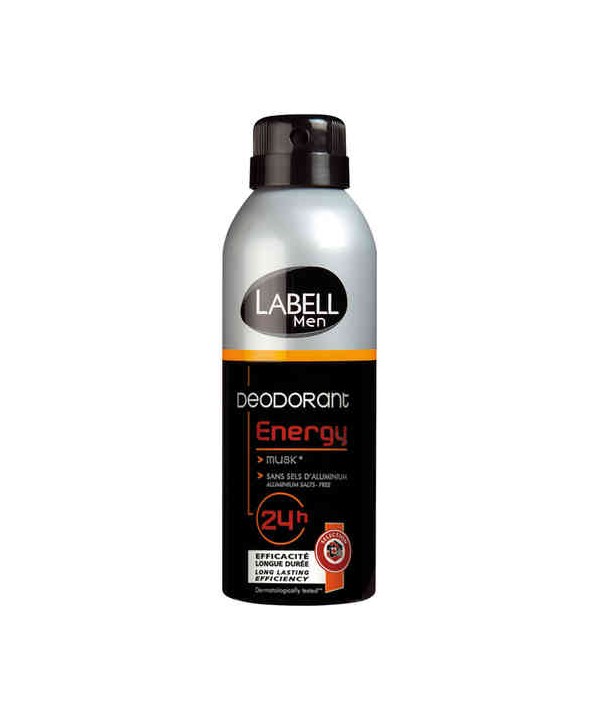 LABELL
Men
DEODORANT
Energy
> MUSK*
> SANS SELS D'ALUMINIUM
ALUMINIUM SALTS- FREE
24h
SELECTION
EFFICACITÉ
LONGUE DURÉE
LONG LASTING
EFFICIENCY
Dermatologically tested**